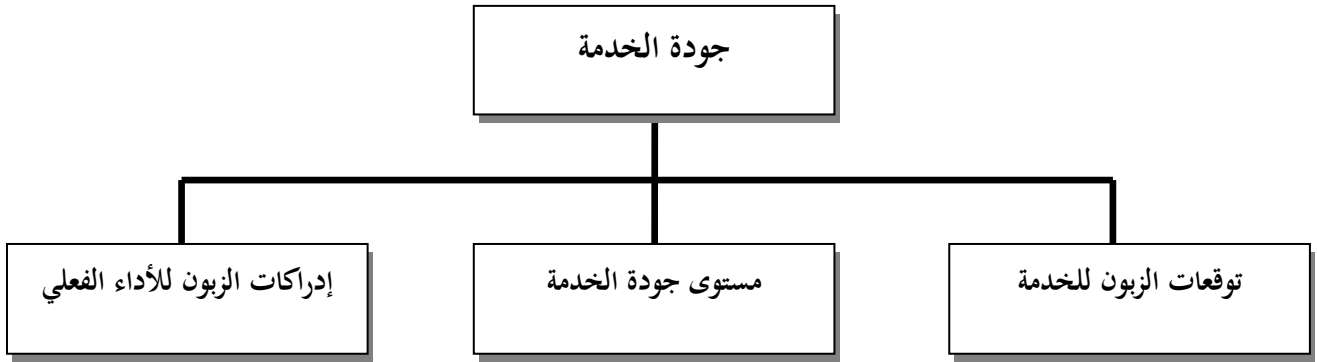 جودة الخدمة
توقعات الزبون للخدمة
مستوى جودة الخدمة
إدراكات الزبون للأداء الفعلي